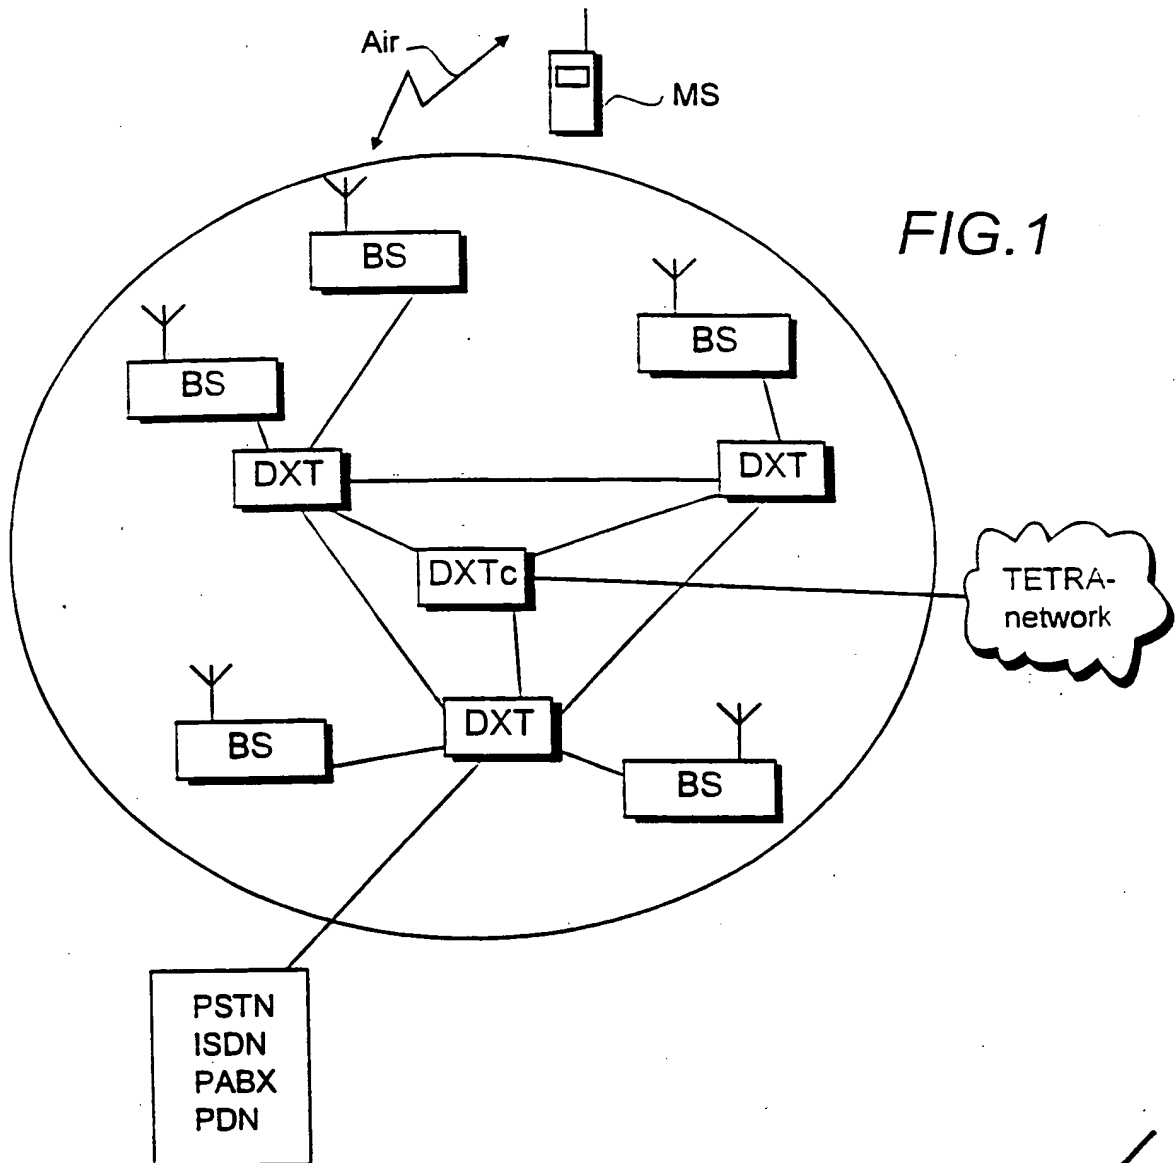 Air
MS
FIG.1
BS
BS
BS
DXT
DXT
DXTc
TETRA-
network
DXT
BS
BS
PSTN
ISDN
PABX
PDN